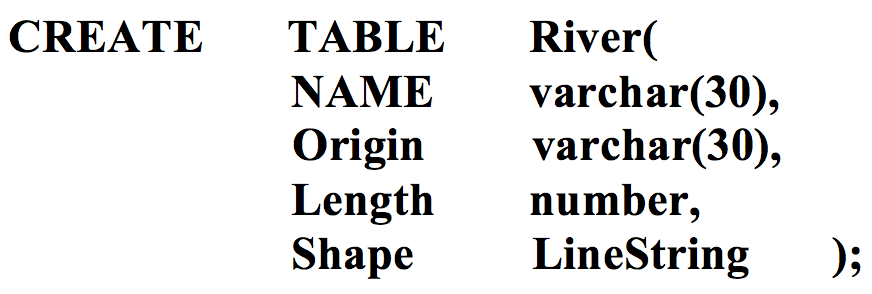 CREATE TABLE River(
NAME varchar(30),
Origin varchar(30),
Length number,
Shape LineString );